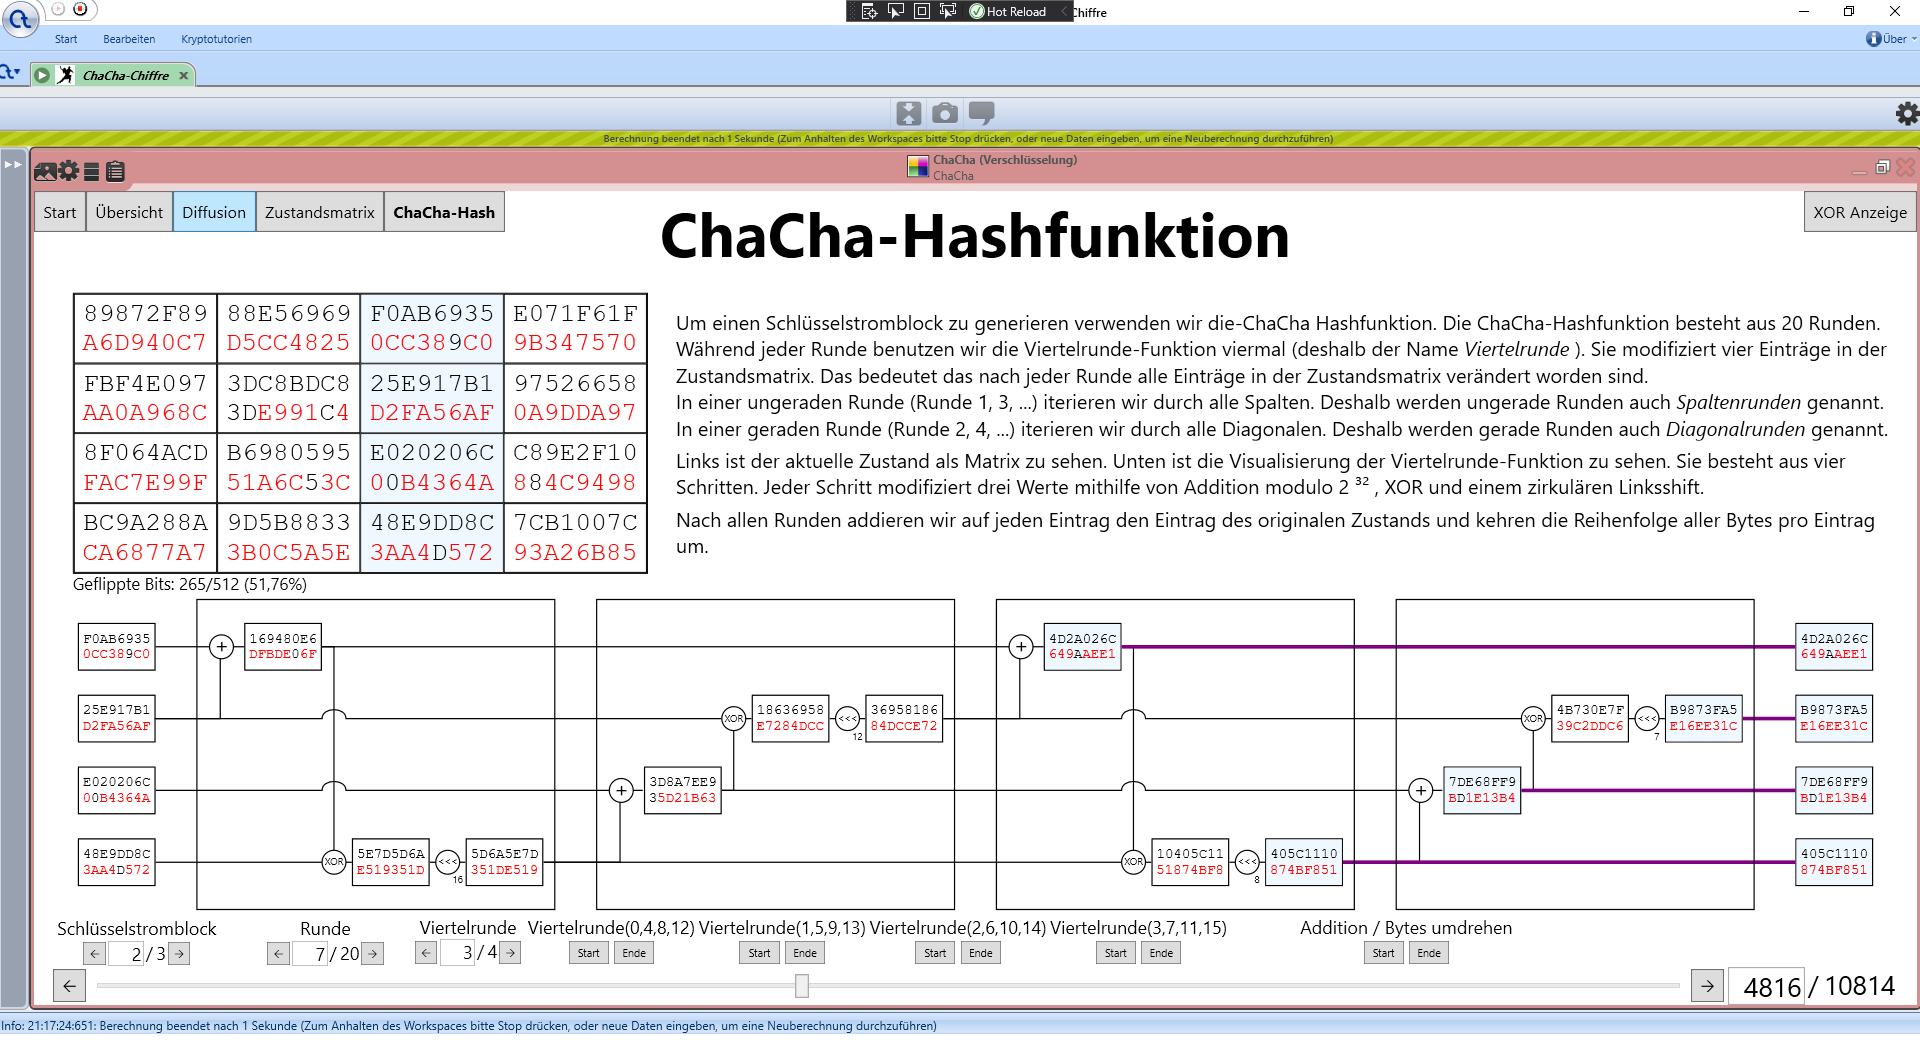 Hot Reload
Chiffre
Start Bearbeiten Kryptotutorien
Über
ChaCha-Chiffre
Berechnung beendet nach 1 Sekunde (Zum Anhalten des Workspaces bitte Stop drücken, oder neue Daten eingeben, um eine Neuberechnung durchzuführen)
ChaCha (Verschlüsselung)
ChaCha
Start Übersicht Diffusion Zustandsmatrix ChaCha-Hash
XOR Anzeige
ChaCha-Hashfunktion
89872F89 88E56969 F0AB6935 E071F61F
A6D940C7 D5CC4825 0CC389C0 9B347570
FBF4E097 3DC8BDC8 25E917B1 97526658
AA0A968C 3DE991C4 D2FA56AF 0A9DDA97
8F064ACD B6980595 E020206C C89E2F10
FAC7E99F 51A6C53C 00B4364A 884C9498
BC9A288A 9D5B8833 48E9DD8C 7CB1007C
CA6877A7 3B0C5A5E 3AA4D572 93A26B85
Geflippte Bits: 265/512 (51,76%)
Um einen Schlüsselstromblock zu generieren verwenden wir die-ChaCha Hashfunktion. Die ChaCha-Hashfunktion besteht aus 20 Runden.
Während jeder Runde benutzen wir die Viertelrunde-Funktion viermal (deshalb der Name Viertelrunde ). Sie modifiziert vier Einträge in der
Zustandsmatrix. Das bedeutet das nach jeder Runde alle Einträge in der Zustandsmatrix verändert worden sind.
In einer ungeraden Runde (Runde 1, 3, ...) iterieren wir durch alle Spalten. Deshalb werden ungerade Runden auch Spaltenrunden genannt.
In einer geraden Runde (Runde 2, 4, ...) iterieren wir durch alle Diagonalen. Deshalb werden gerade Runden auch Diagonalrunden genannt.
Links ist der aktuelle Zustand als Matrix zu sehen. Unten ist die Visualisierung der Viertelrunde-Funktion zu sehen. Sie besteht aus vier
Schritten. Jeder Schritt modifiziert drei Werte mithilfe von Addition modulo 2 ³² , XOR und einem zirkulären Linksshift.
Nach allen Runden addieren wir auf jeden Eintrag den Eintrag des originalen Zustands und kehren die Reihenfolge aller Bytes pro Eintrag
um.
F0AB6935 169480E6 4D2A026C 4D2A026C
0CC389C0 + DFBDE06F + 649AAEE1 649AAEE1
25E917B1 18636958 36958186 4B730E7F B9873FA5 B9873FA5
D2FA56AF XOR E7284DCC <<< 84DCCE72 XOR 39C2DDC6 <<< E16EE31C E16EE31C
12 7
E020206C 3D8A7EE9 7DE68FF9 7DE68FF9
00B4364A + 35D21B63 + BD1E13B4 BD1E13B4
48E9DD8C 5E7D5D6A 5D6A5E7D 10405C11 405C1110 405C1110
3AA4D572 XOR E519351D <<< 351DE519 XOR 51874BF8 <<< 874BF851 874BF851
16 8
Schlüsselstromblock Runde Viertelrunde Viertelrunde(0,4,8,12) Viertelrunde(1,5,9,13) Viertelrunde(2,6,10,14) Viertelrunde(3,7,11,15) Addition / Bytes umdrehen
← 2 / 3 → ← 7 / 20 → ← 3 / 4 → Start Ende Start Ende Start Ende Start Ende Start Ende
← → 4816 / 10814
Info: 21:17:24:651: Berechnung beendet nach 1 Sekunde (Zum Anhalten des Workspaces bitte Stop drücken, oder neue Daten eingeben, um eine Neuberechnung durchzuführen)